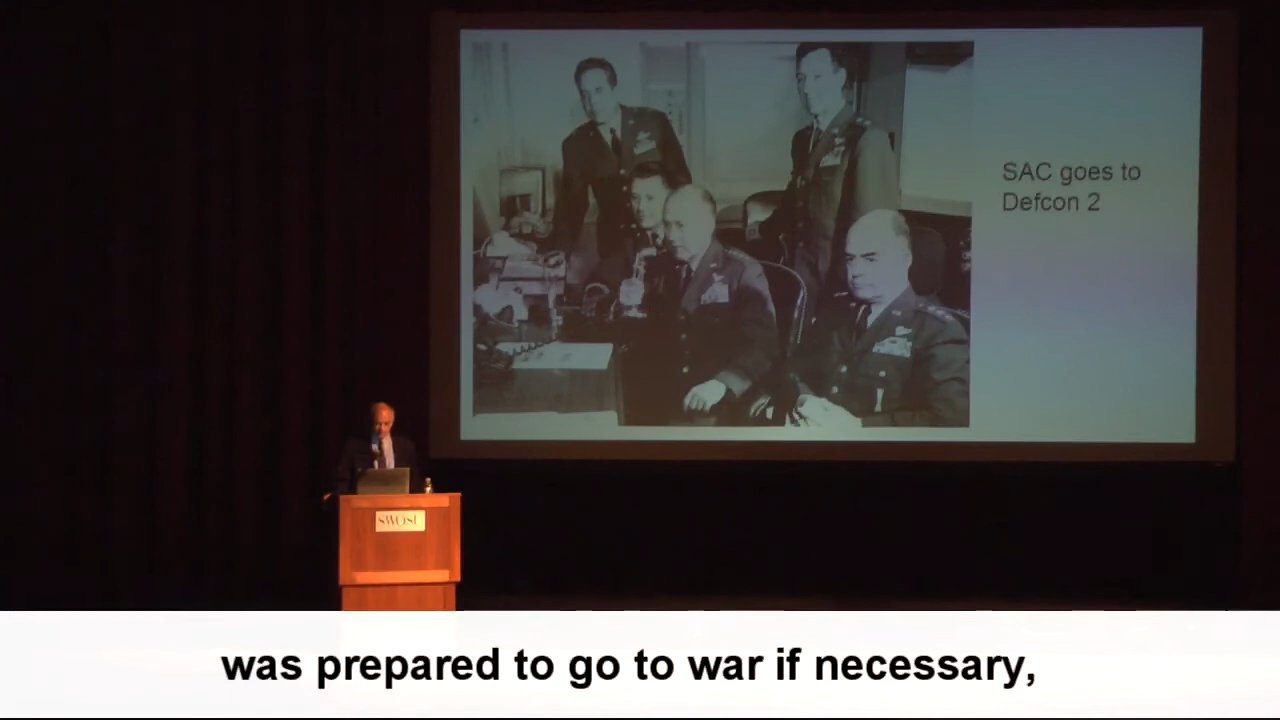 SAC goes to
Defcon 2
SWOSU
was prepared to go to war if necessary,